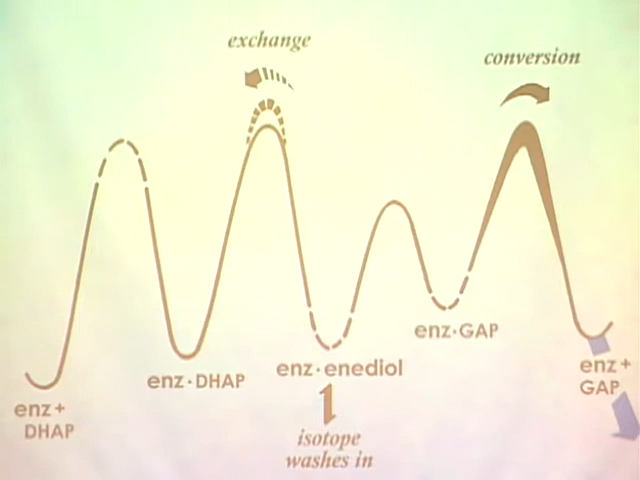 exchange
conversion
enz·GAP
enz·enediol
enz·DHAP
enz+
GAP
enz+
DHAP
isotope
washes in